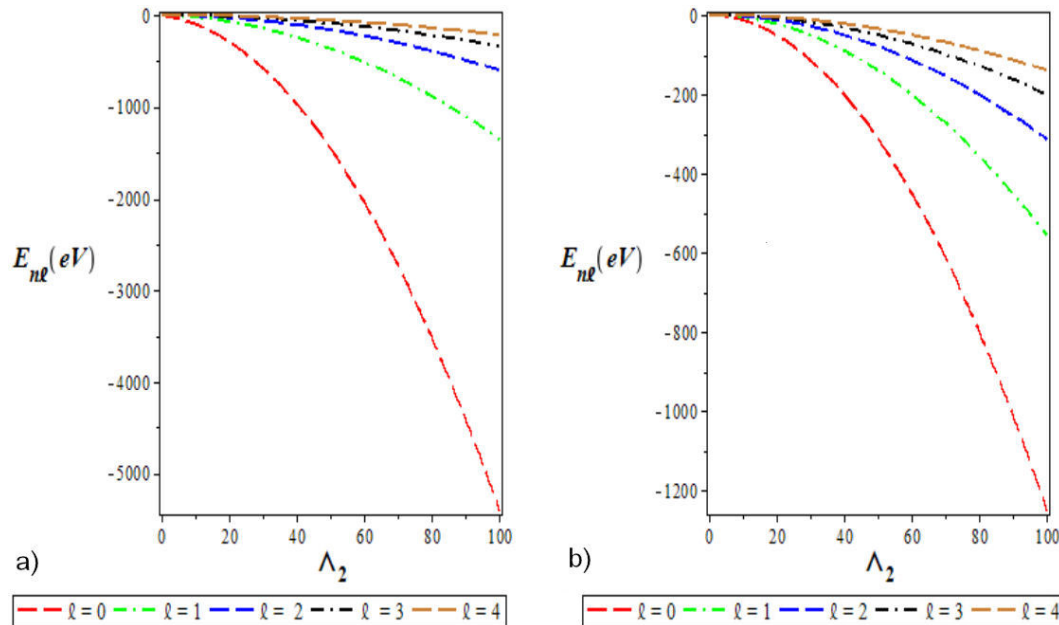 0
-1000
-2000
-3000
-4000
-5000
E_nℓ(eV)
0 20 40 60 80 100
Λ_2
a)
ℓ = 0 ℓ = 1 ℓ = 2 ℓ = 3 ℓ = 4
0
-200
-400
-600
-800
-1000
-1200
E_nℓ(eV)
0 20 40 60 80 100
Λ_2
b)
ℓ = 0 ℓ = 1 ℓ = 2 ℓ = 3 ℓ = 4